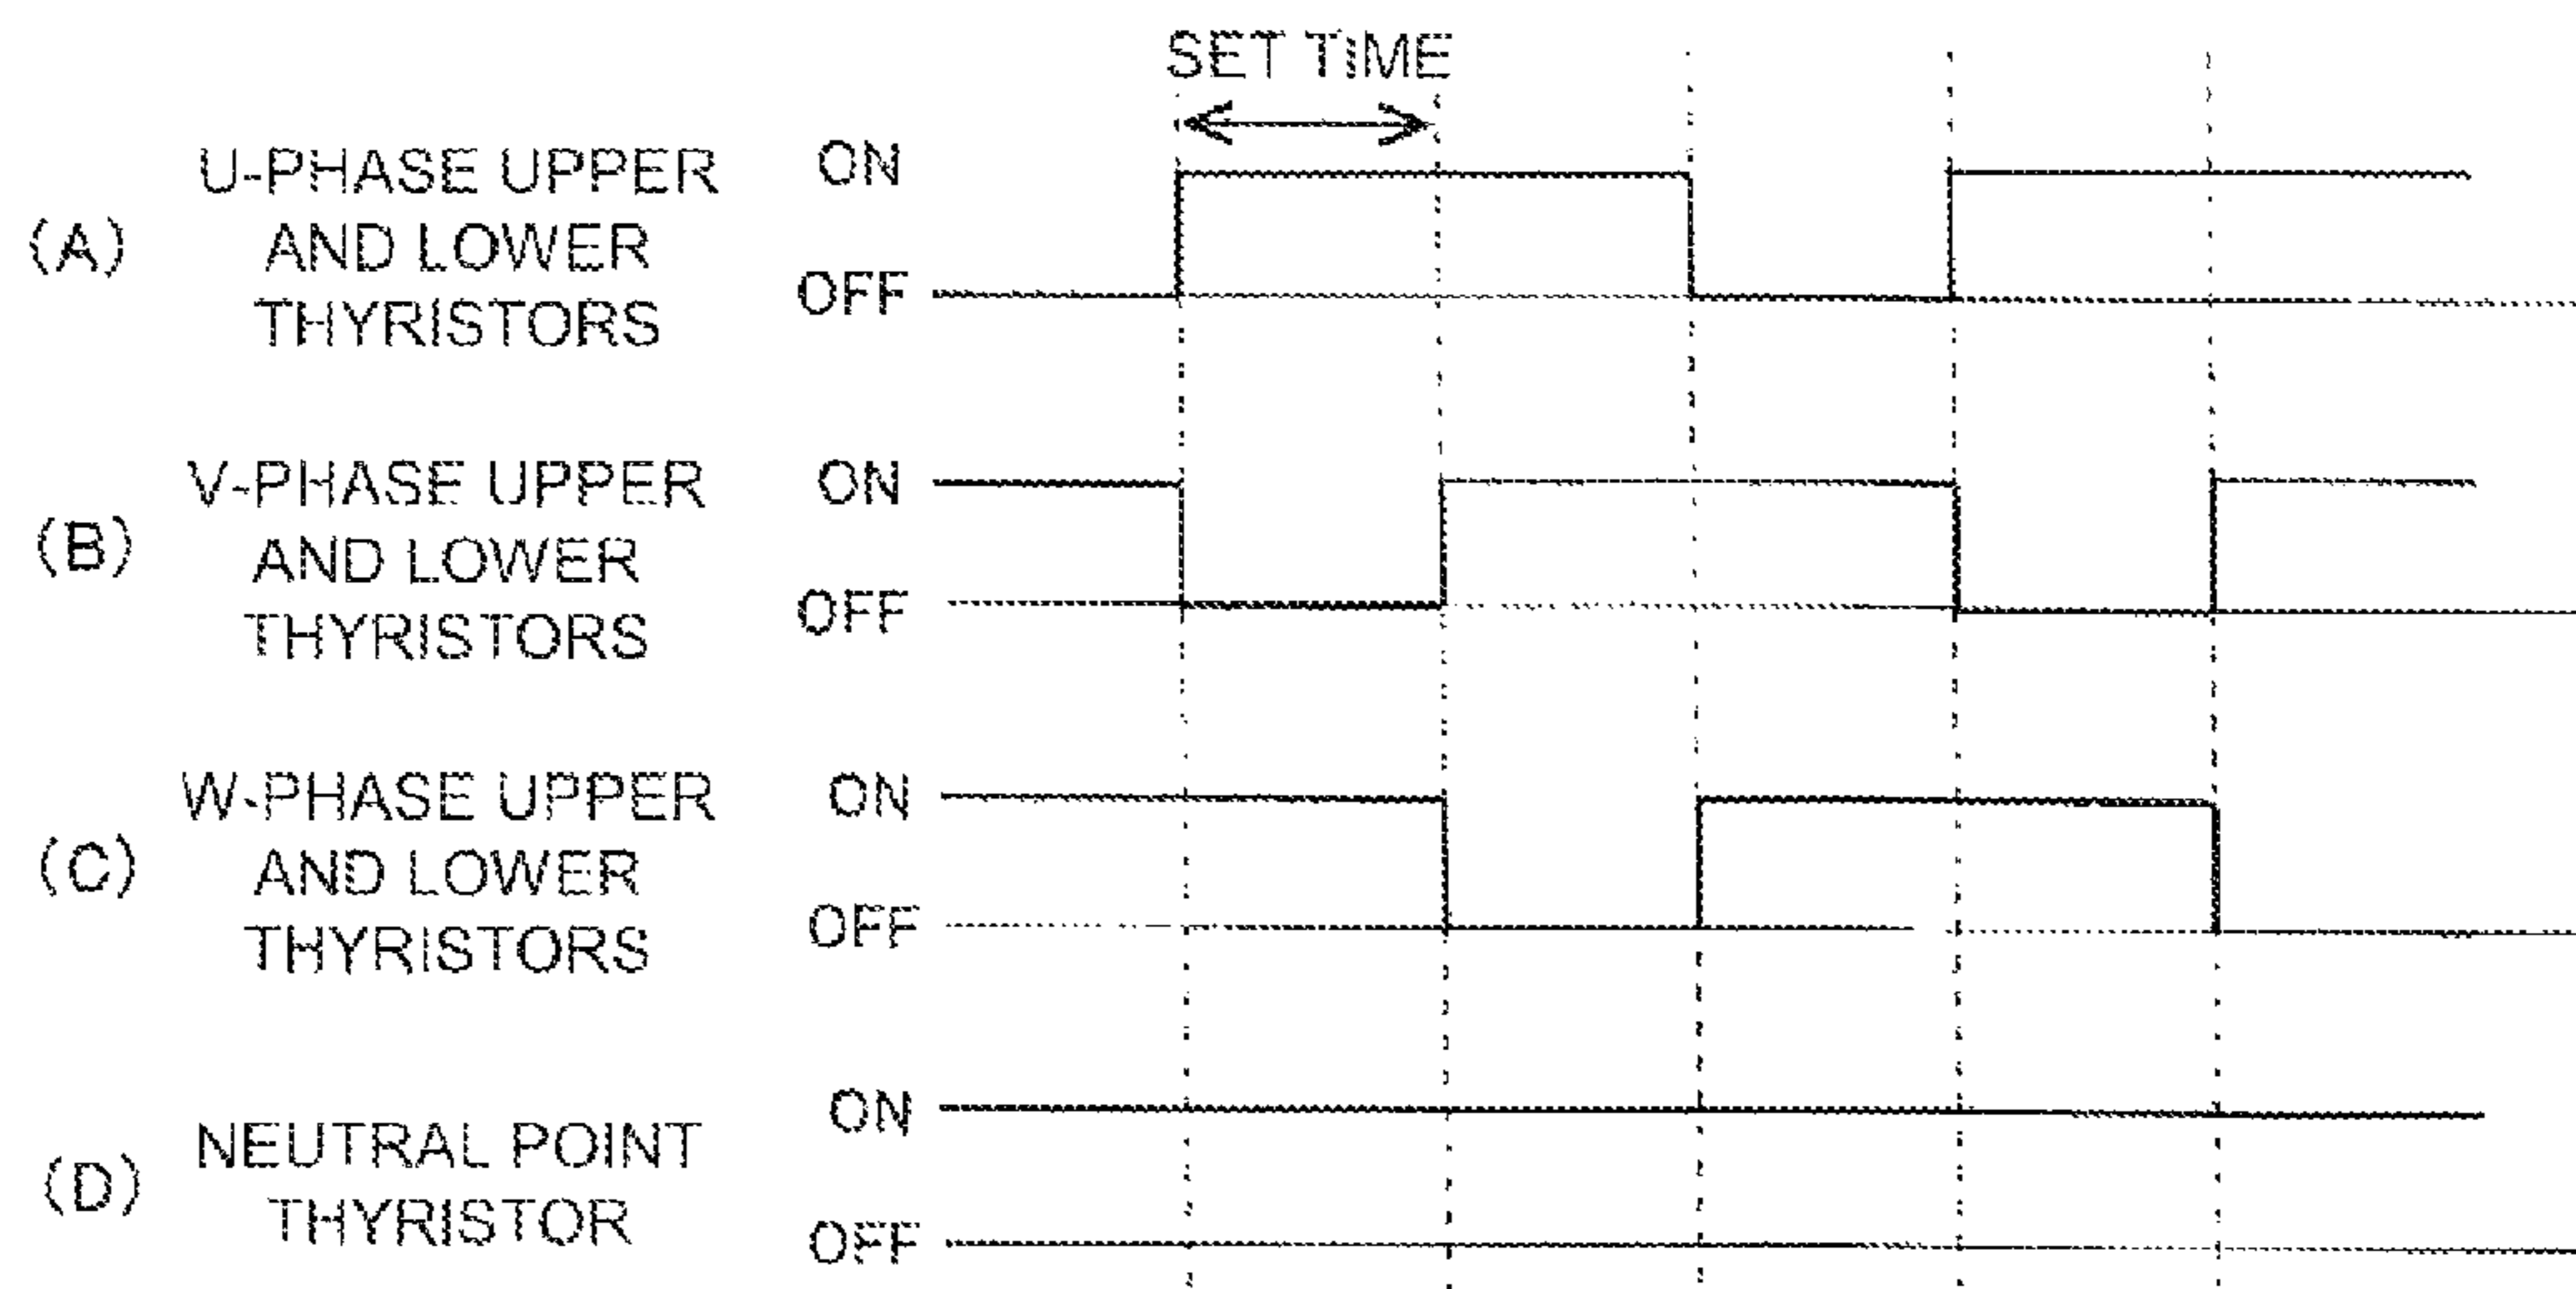 SET TIME
(A) U-PHASE UPPER AND LOWER THYRISTORS ON OFF
(B) V-PHASE UPPER AND LOWER THYRISTORS ON OFF
(C) W-PHASE UPPER AND LOWER THYRISTORS ON OFF
(D) NEUTRAL POINT THYRISTOR ON OFF